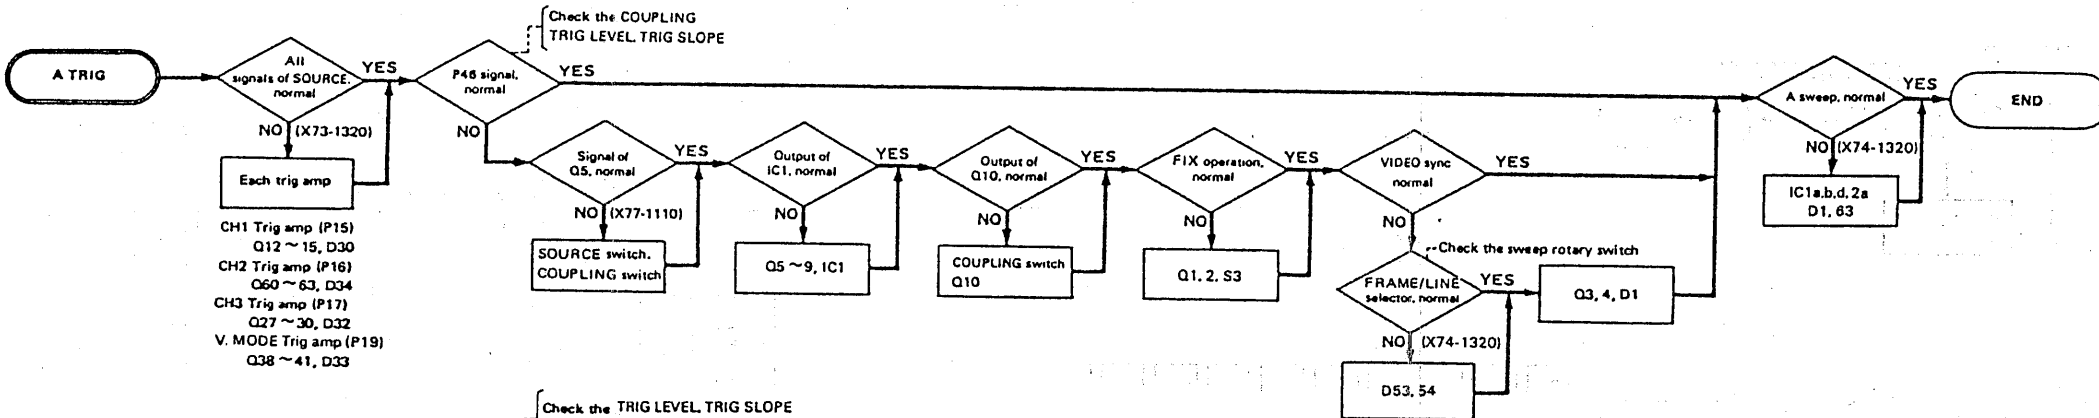 Check the COUPLING
TRIG LEVEL. TRIG SLOPE
A TRIG
All
signals of SOURCE.
normal
YES
P46 signal,
normal
YES
A sweep, normal
YES
END
NO (X73-1320)
Each trig amp
CH1 Trig amp (P15)
Q12 ~ 15, D30
CH2 Trig amp (P16)
Q60 ~ 63, D34
CH3 Trig amp (P17)
Q27 ~ 30, D32
V. MODE Trig amp (P19)
Q38 ~ 41, D33
NO
Signal of
Q5, normal
YES
NO (X77-1110)
SOURCE switch.
COUPLING switch
Output of
IC1, normal
YES
NO
Q5 ~ 9, IC1
Output of
Q10, normal
YES
NO
COUPLING switch
Q10
FIX operation,
normal
YES
NO
Q1, 2, S3
VIDEO sync
normal
YES
NO
Check the sweep rotary switch
FRAME/LINE
selector, normal
YES
Q3, 4, D1
NO (X74-1320)
D53, 54
NO (X74-1320)
IC1a,b,d, 2a
D1, 63
Check the TRIG LEVEL. TRIG SLOPE